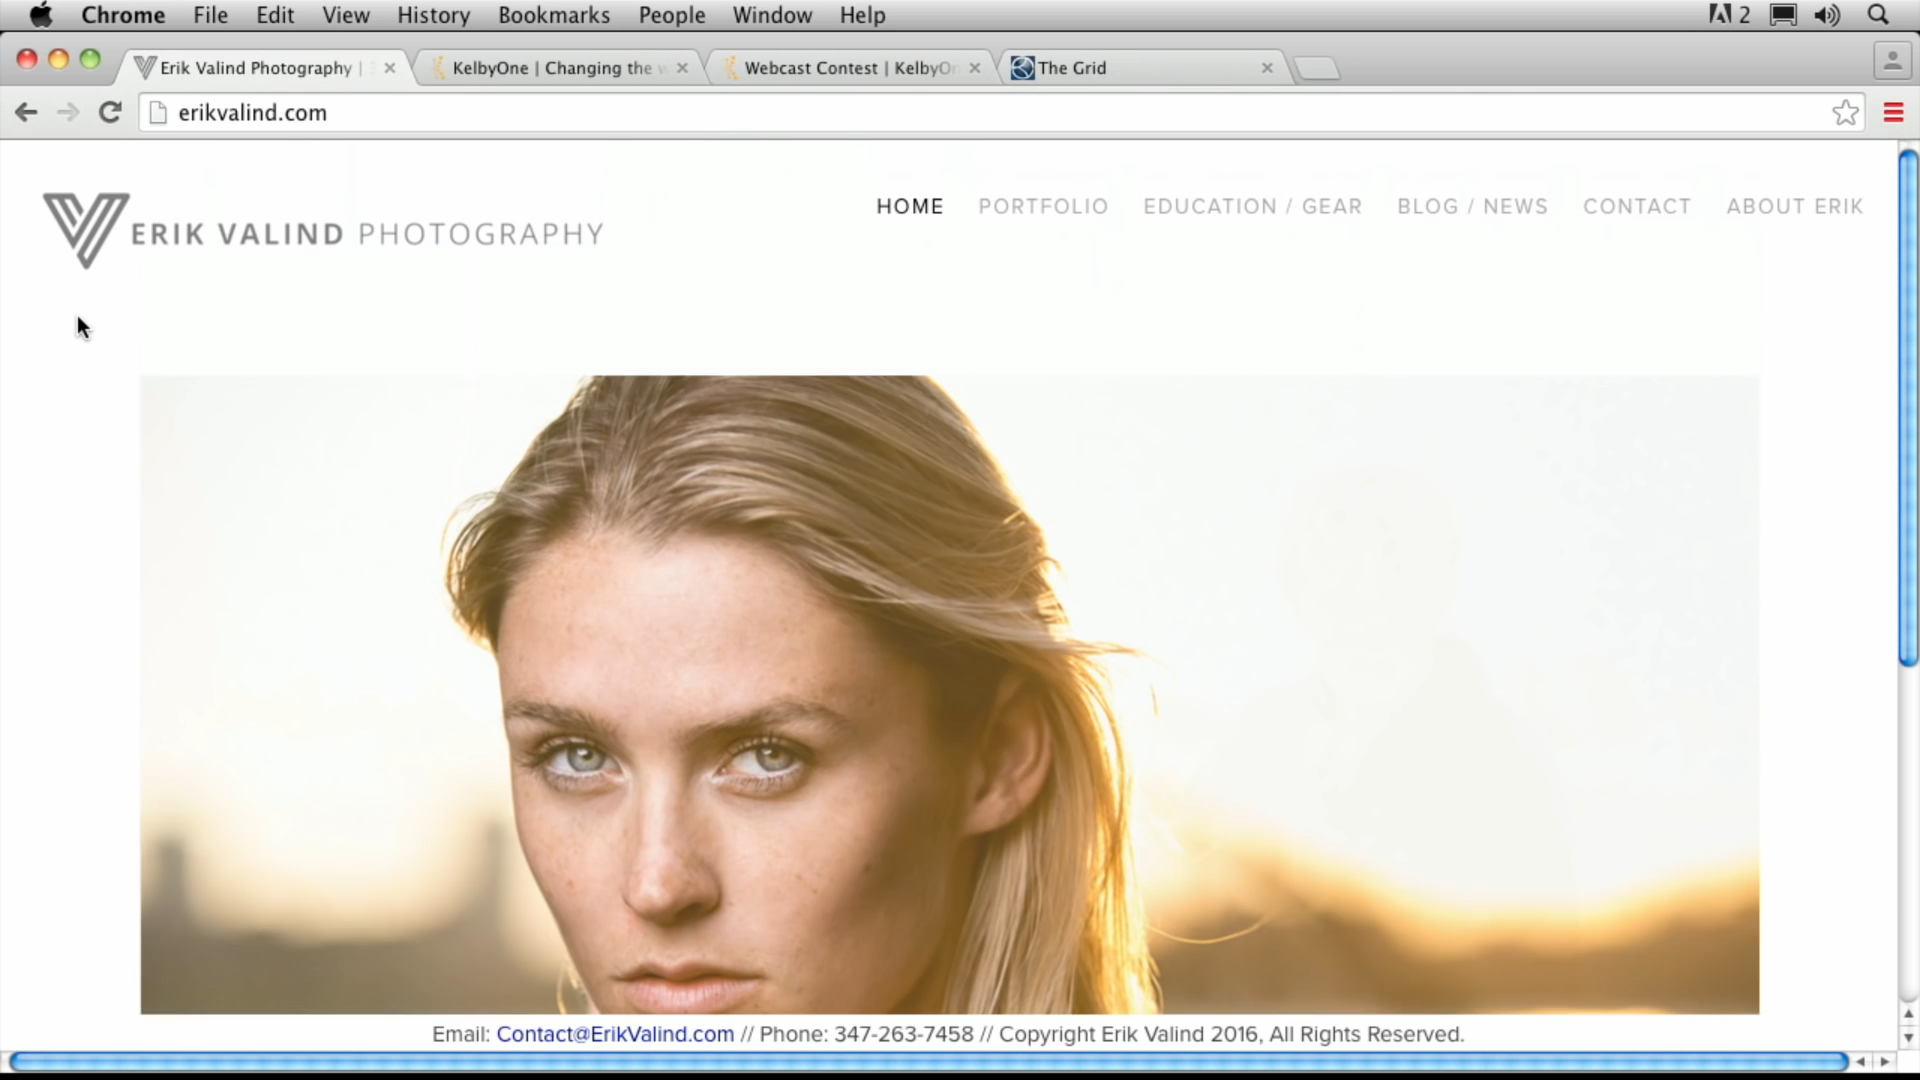 Chrome File Edit View History Bookmarks People Window Help 2
Erik Valind Photography |
KelbyOne | Changing the
Webcast Contest | KelbyOn
The Grid
erikvalind.com
ERIK VALIND PHOTOGRAPHY
HOME PORTFOLIO EDUCATION / GEAR BLOG / NEWS CONTACT ABOUT ERIK
Email: Contact@ErikValind.com // Phone: 347-263-7458 // Copyright Erik Valind 2016, All Rights Reserved.